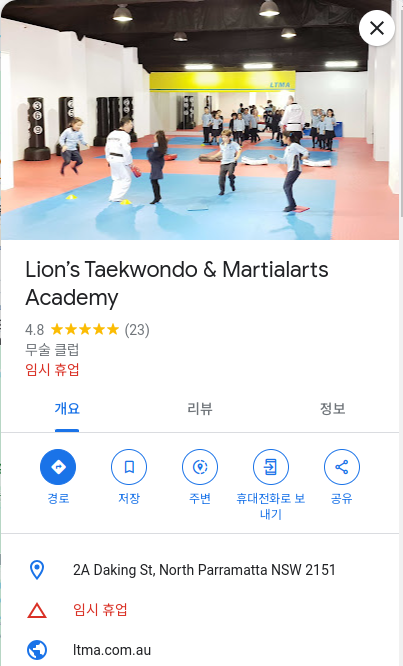 LTMA
Lion's Taekwondo & Martialarts
Academy
4.8 ★★★★★ (23)
무술 클럽
임시 휴업
개요
리뷰
정보
경로
저장
주변
휴대전화로 보
내기
공유
2A Daking St, North Parramatta NSW 2151
임시 휴업
ltma.com.au